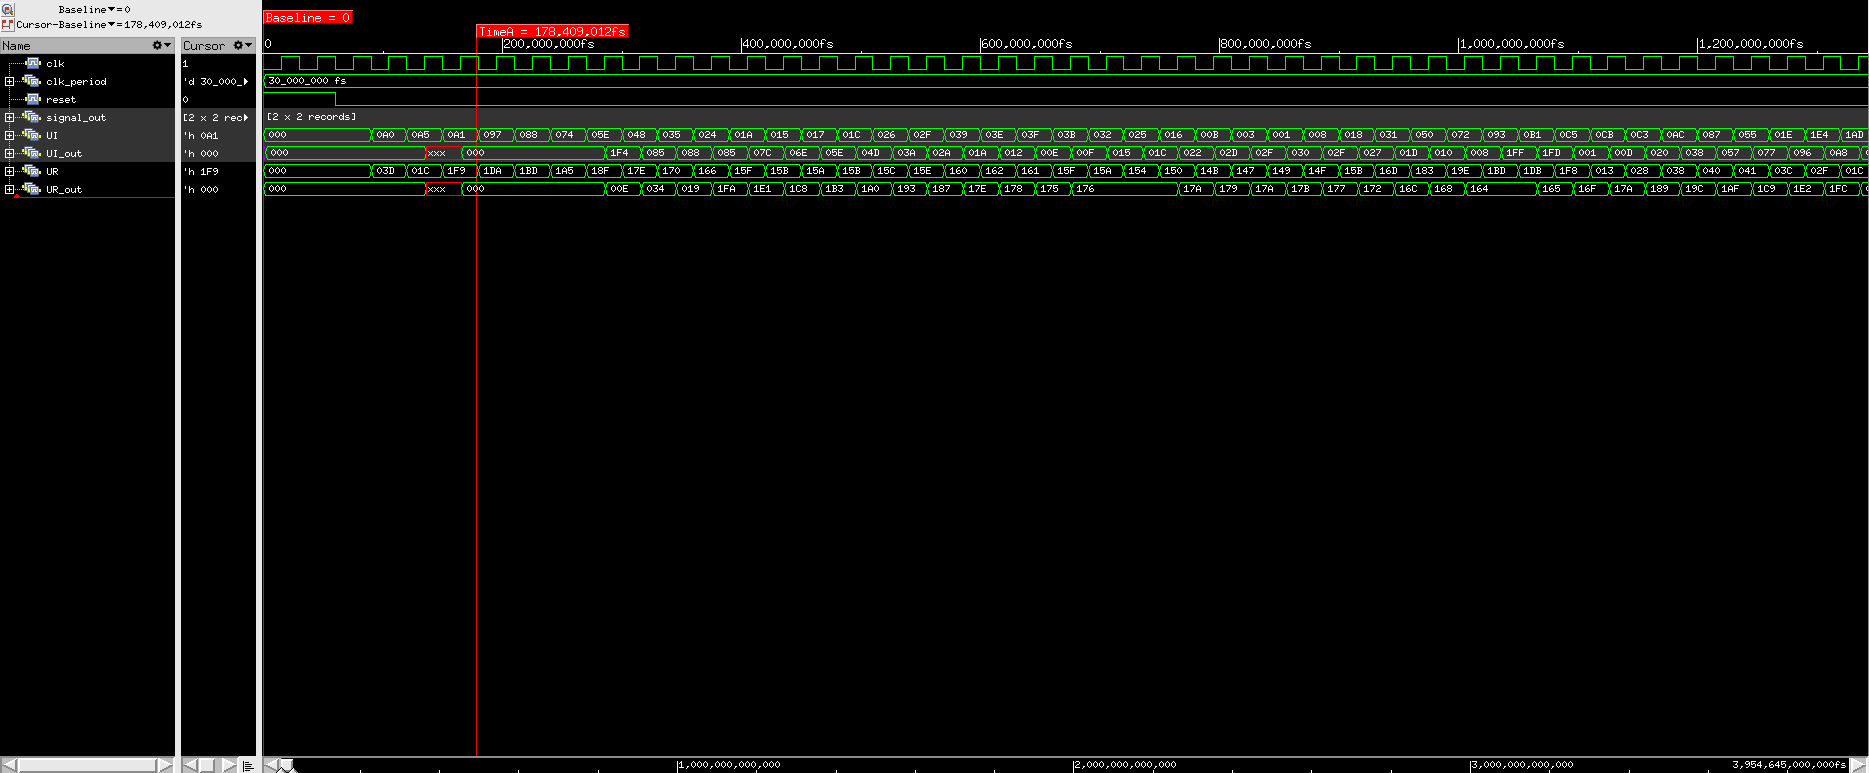 Baseline▼=0
Cursor-Baseline▼=178,409,012fs
Baseline = 0
TimeA = 178,409,012fs
Name Cursor
0 200,000,000fs 400,000,000fs 600,000,000fs 800,000,000fs 1,000,000,000fs 1,200,000,000fs
clk 1
clk_period 'd 30_000_ 30_000_000 fs
reset 0
signal_out [2 x 2 rec [2 x 2 records]
UI 'h 0A1 000 0A0 0A5 0A1 097 088 074 05E 048 035 024 01A 015 017 01C 026 02F 039 03E 03F 03B 032 025 016 00B 003 001 008 018 031 050 072 093 0B1 0C5 0CB 0C3 0AC 087 055 01E 1E4 1AD
UI_out 'h 000 000 xxx 000 1F4 085 088 085 07C 06E 05E 04D 03A 02A 01A 012 00E 00F 015 01C 022 02D 02F 030 02F 027 01D 010 008 1FF 1FD 001 00D 020 038 057 077 096 0A8
UR 'h 1F9 000 03D 01C 1F9 1DA 1BD 1A5 18F 17E 170 166 15F 15B 15A 15B 15C 15E 160 162 161 15F 15A 154 150 14B 147 149 14F 15B 16D 183 19E 1BD 1DB 1F8 013 028 038 040 041 03C 02F 01C
UR_out 'h 000 000 xxx 000 00E 034 019 1FA 1E1 1C8 1B3 1A0 193 187 17E 178 175 176 17A 179 17A 17B 177 172 16C 168 164 165 16F 17A 189 19C 1AF 1C9 1E2 1FC
1,000,000,000,000 2,000,000,000,000 3,000,000,000,000 3,954,645,000,000fs